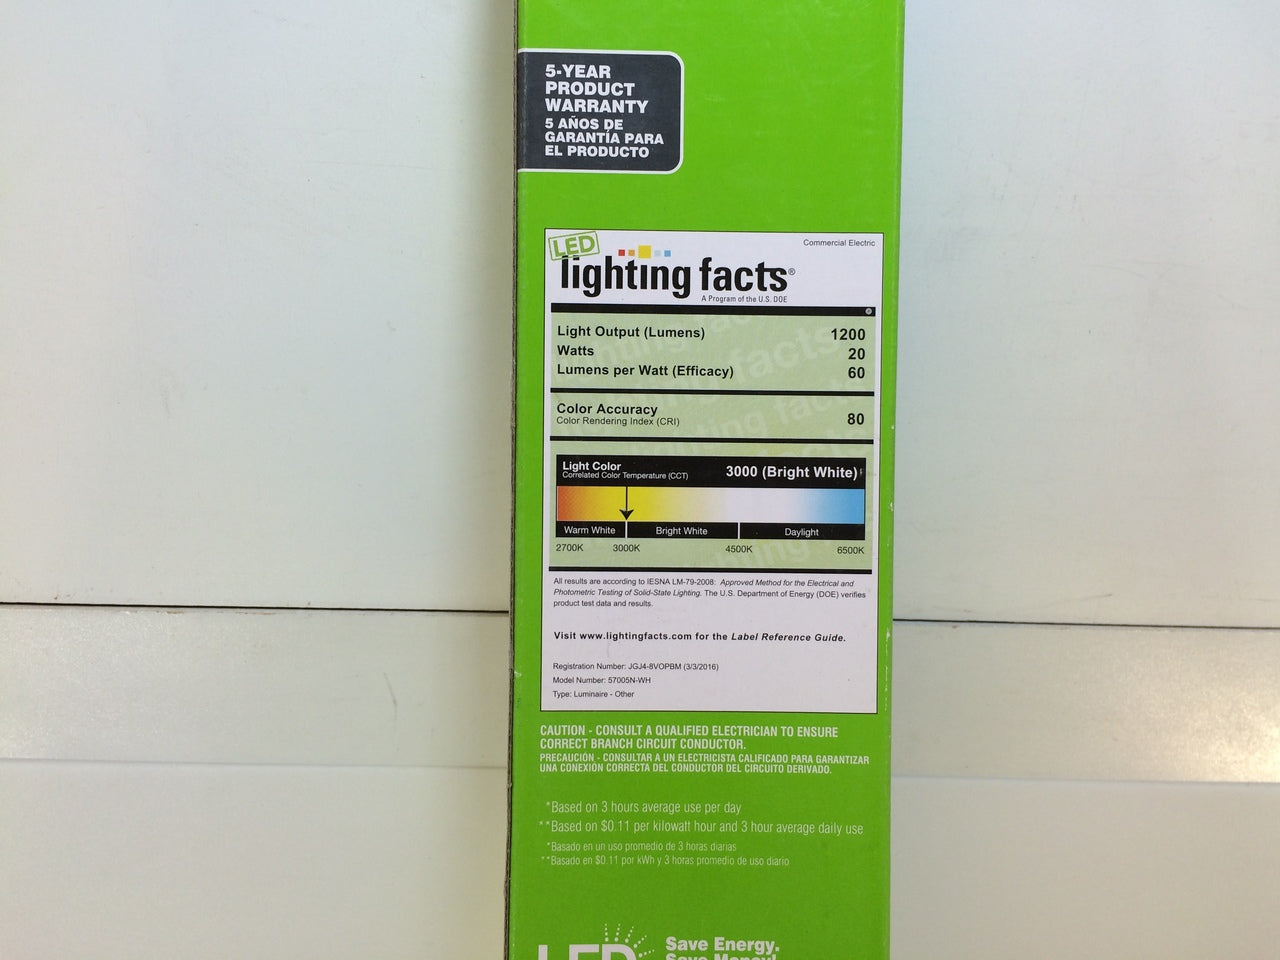 5-YEAR
PRODUCT
WARRANTY
5 AÑOS DE
GARANTÍA PARA
EL PRODUCTO
LED
lighting facts®
Commercial Electric
A Program of the U.S. DOE
Light Output (Lumens) 1200
Watts 20
Lumens per Watt (Efficacy) 60
Color Accuracy
Color Rendering Index (CRI) 80
Light Color
Correlated Color Temperature (CCT) 3000 (Bright White)
Warm White Bright White Daylight
2700K 3000K 4500K 6500K
All results are according to IESNA LM-79-2008: Approved Method for the Electrical and
Photometric Testing of Solid-State Lighting. The U.S. Department of Energy (DOE) verifies
product test data and results.
Visit www.lightingfacts.com for the Label Reference Guide.
Registration Number: JGJ4-8VOPBM (3/3/2016)
Model Number: 57005N-WH
Type: Luminaire - Other
CAUTION - CONSULT A QUALIFIED ELECTRICIAN TO ENSURE
CORRECT BRANCH CIRCUIT CONDUCTOR.
PRECAUCIÓN - CONSULTAR A UN ELECTRICISTA CALIFICADO PARA GARANTIZAR
UNA CONEXIÓN CORRECTA DEL CONDUCTOR DEL CIRCUITO DERIVADO.
*Based on 3 hours average use per day
**Based on $0.11 per kilowatt hour and 3 hour average daily use
*Basado en un uso promedio de 3 horas diarias
**Basado en $0.11 por kWh y 3 horas promedio de uso diario
LED
Save Energy.
Save Money!